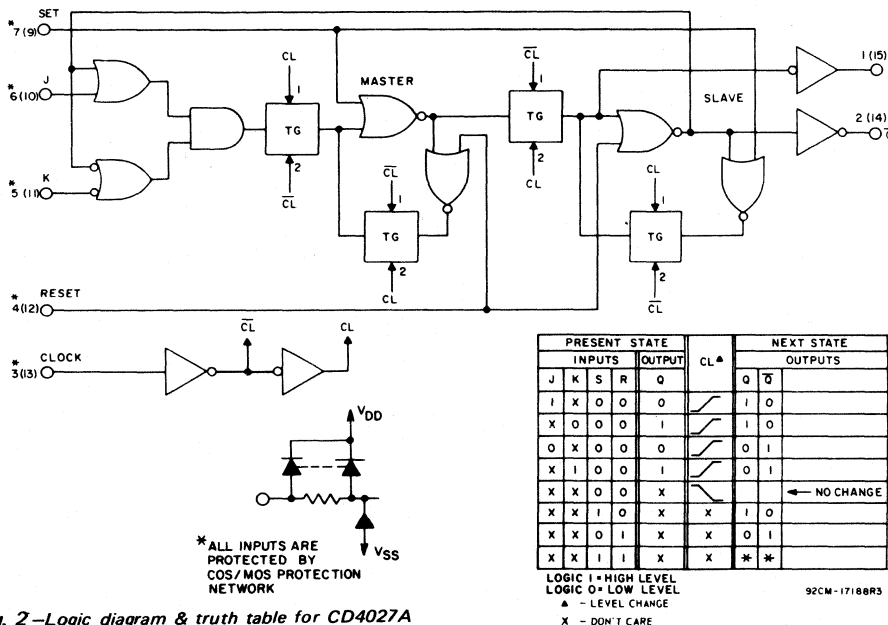 * SET
7(9)
J
* 6(10)
K
* 5(11)
CL
1
TG
2
C̅L̅
MASTER
C̅L̅
1
TG
2
CL
C̅L̅
1
TG
2
CL
SLAVE
CL
1
TG
2
C̅L̅
1 (15)
2 (14)
* RESET
4(12)
* CLOCK
3(13)
C̅L̅
CL
VDD
VSS
* ALL INPUTS ARE
PROTECTED BY
COS/MOS PROTECTION
NETWORK
PRESENT STATE CL▲ NEXT STATE
INPUTS OUTPUT OUTPUTS
J K S R Q Q Q̅
1 X 0 0 0 1 0
X 0 0 0 1 1 0
0 X 0 0 0 0 1
X 1 0 0 1 0 1
X X 0 0 X ← NO CHANGE
X X 1 0 X X 1 0
X X 0 1 X X 0 1
X X 1 1 X X * *
LOGIC 1 = HIGH LEVEL
LOGIC 0 = LOW LEVEL
▲ - LEVEL CHANGE
X - DON'T CARE
92CM-17188R3
. 2—Logic diagram & truth table for CD4027A